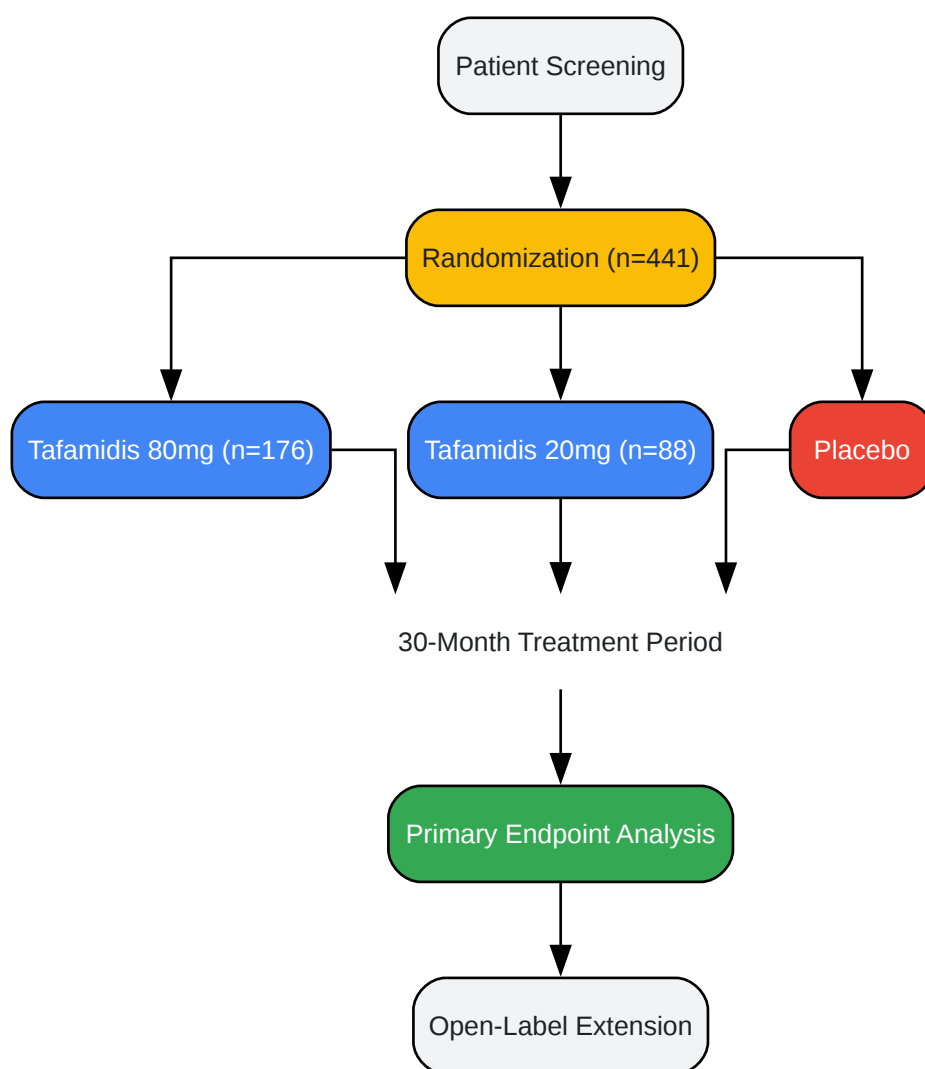 Patient Screening
Randomization (n=441)
Tafamidis 80mg (n=176)
Tafamidis 20mg (n=88)
Placebo
30-Month Treatment Period
Primary Endpoint Analysis
Open-Label Extension